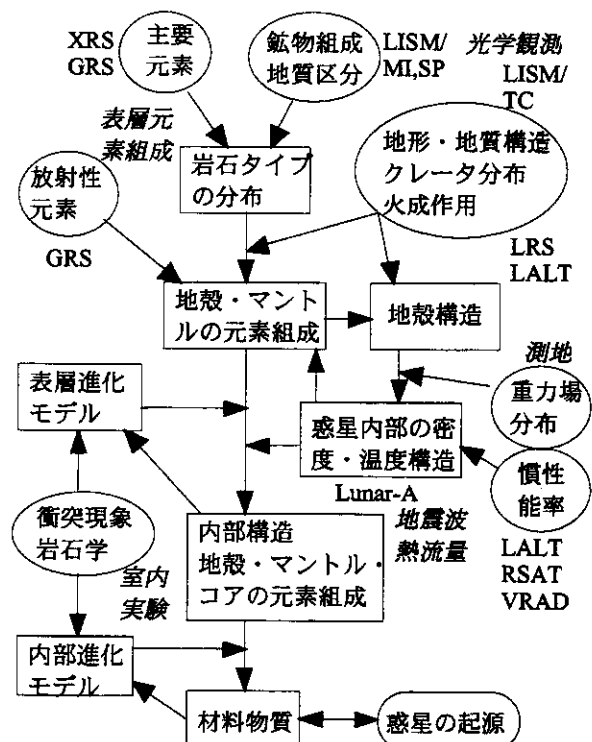 XRS
GRS
主要
元素
鉱物組成
地質区分
LISM/
MI,SP
光学観測
LISM/
TC
表層元
素組成
岩石タイプ
の分布
地形・地質構造
クレータ分布
火成作用
放射性
元素
GRS
LRS
LALT
地殻・マント
ルの元素組成
地殻構造
測地
表層進化
モデル
重力場
分布
惑星内部の密
度・温度構造
慣性
能率
Lunar-A
地震波
熱流量
衝突現象
岩石学
内部構造
地殻・マントル・
コアの元素組成
LALT
RSAT
VRAD
室内
実験
内部進化
モデル
材料物質
惑星の起源